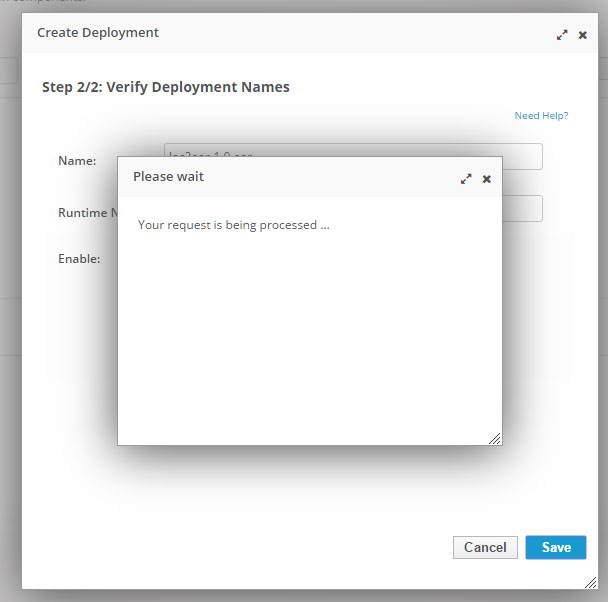 Create Deployment
Step 2/2: Verify Deployment Names
Need Help?
Name:
Please wait
Runtime N
Your request is being processed ...
Enable:
Cancel Save